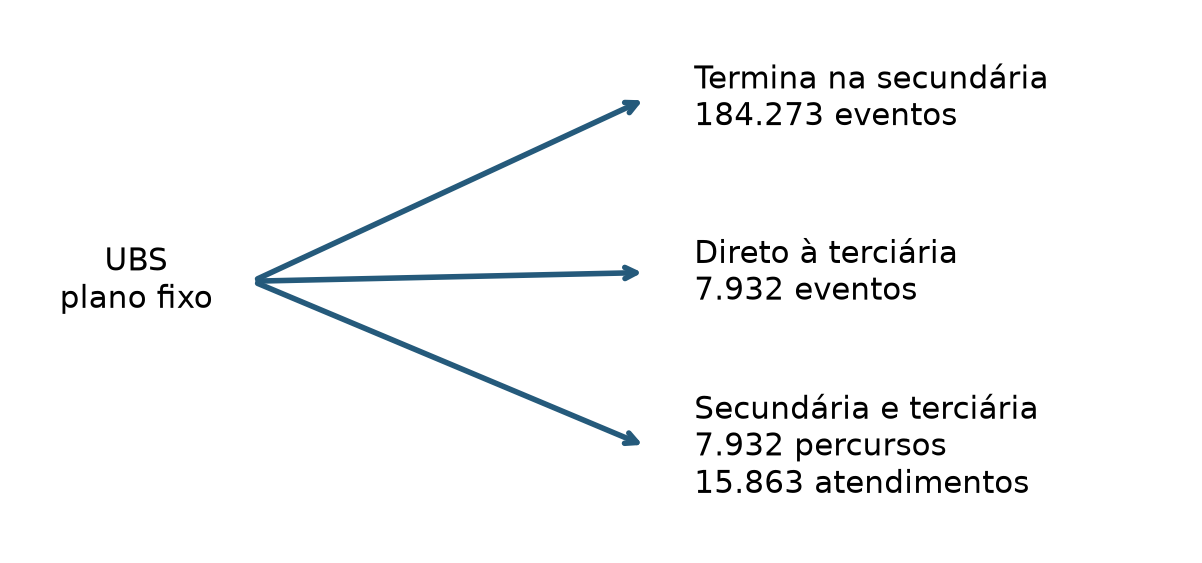 Termina na secundária
184.273 eventos
UBS
plano fixo
Direto à terciária
7.932 eventos
Secundária e terciária
7.932 percursos
15.863 atendimentos